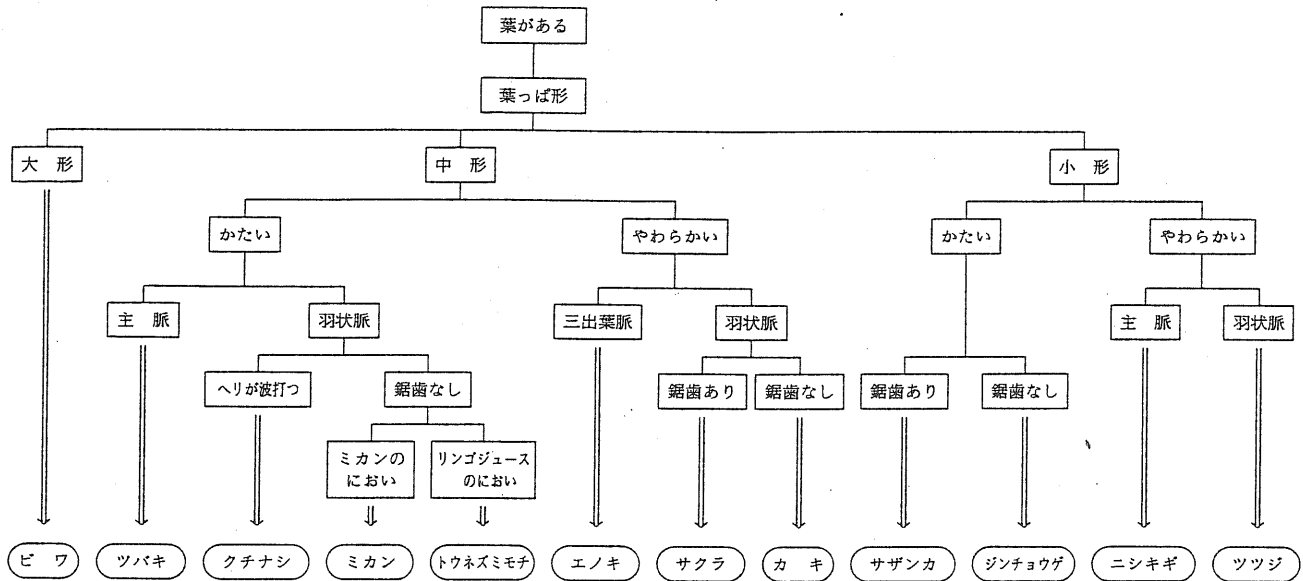 葉がある
葉っぱ形
大　形
中　形
小　形
かたい
やわらかい
かたい
やわらかい
主　脈
羽状脈
三出葉脈
羽状脈
主　脈
羽状脈
ヘリが波打つ
鋸歯なし
鋸歯あり
鋸歯なし
鋸歯あり
鋸歯なし
ミカンの
におい
リンゴジュース
のにおい
ビ　ワ
ツバキ
クチナシ
ミカン
トウネズミモチ
エノキ
サクラ
カ　キ
サザンカ
ジンチョウゲ
ニシキギ
ツツジ